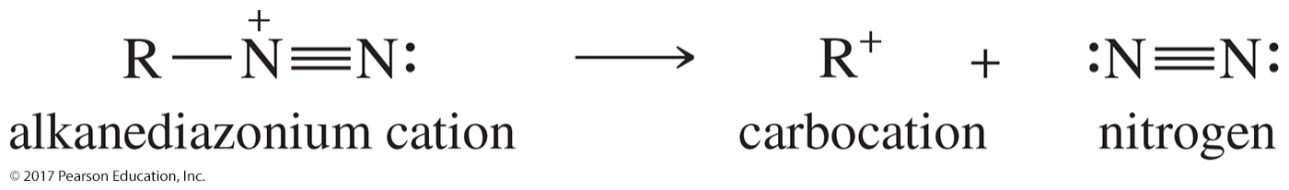 R—N⁺≡N: ⟶ R⁺ + :N≡N:
alkanediazonium cation carbocation nitrogen
© 2017 Pearson Education, Inc.